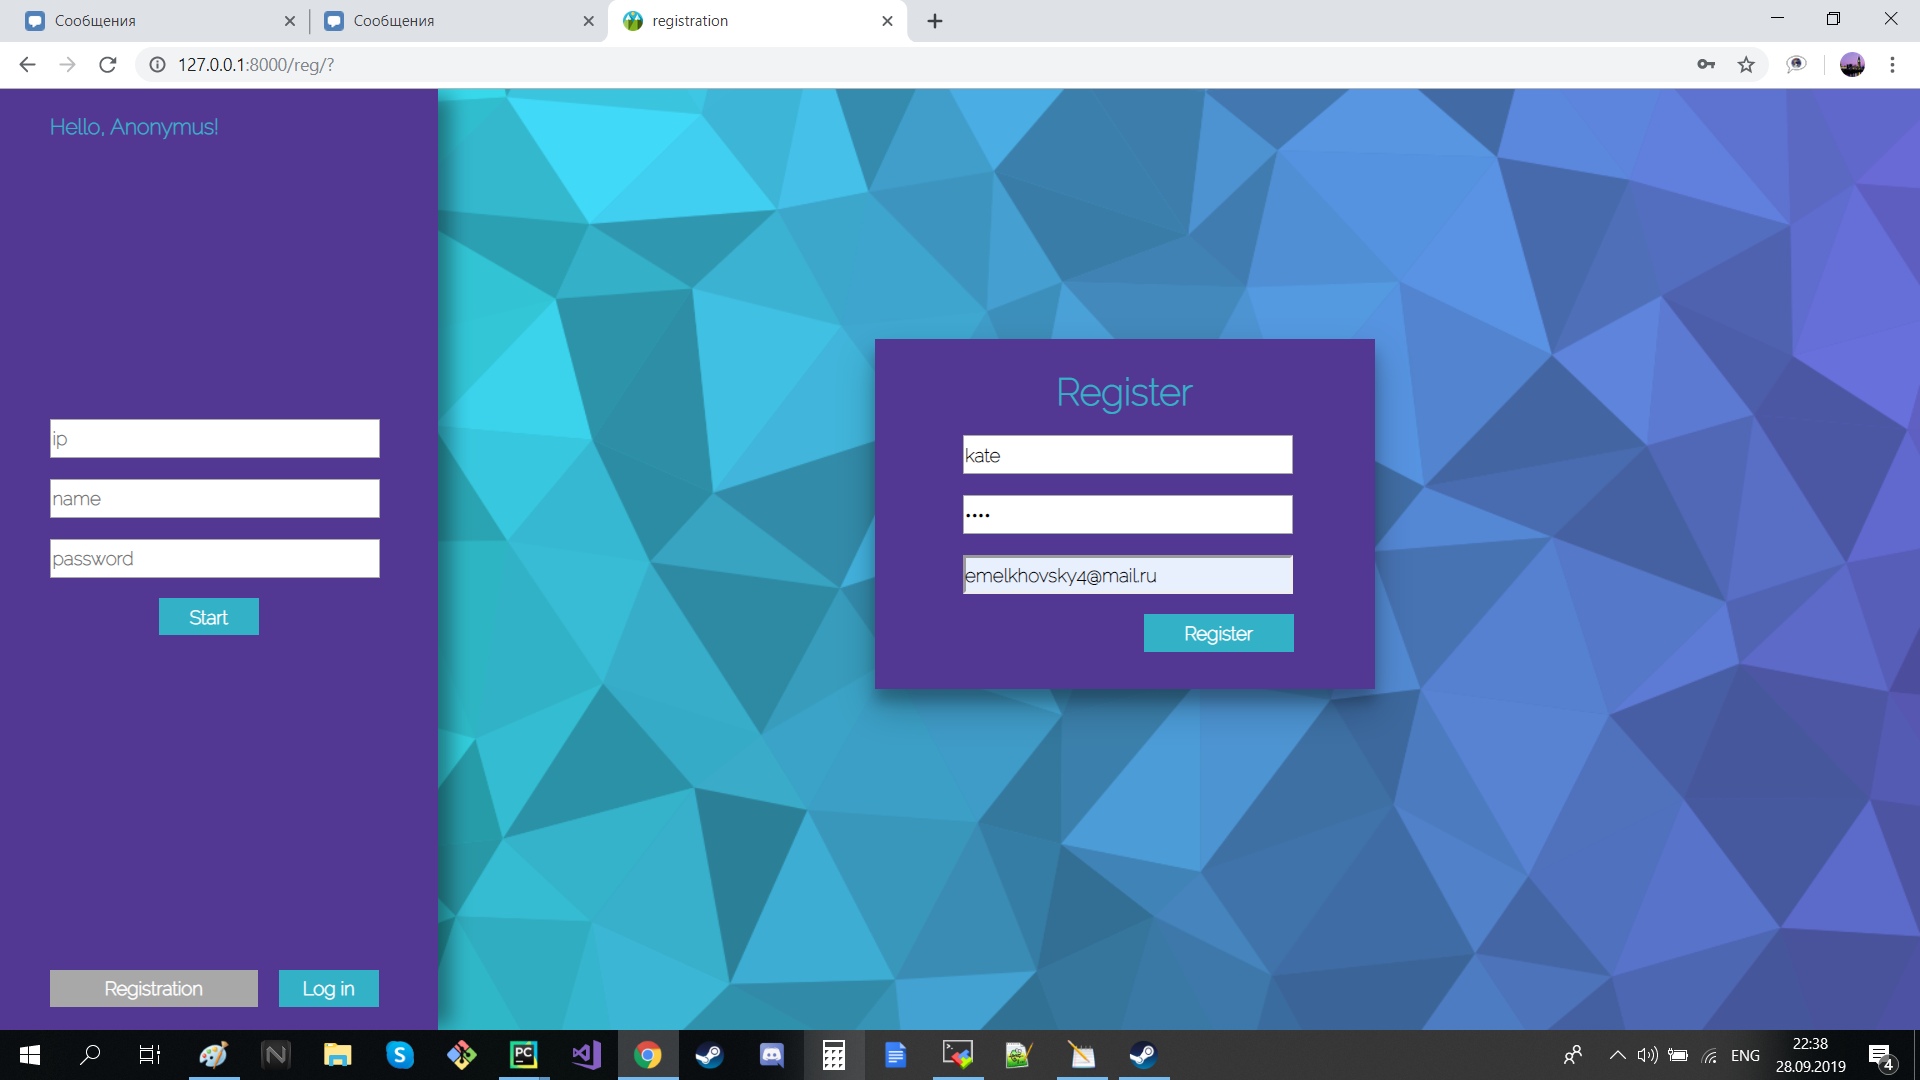 Сообщения
Сообщения
registration
127.0.0.1:8000/reg/?
Hello, Anonymus!
ip
name
password
Start
Register
kate
••••
emelkhovsky4@mail.ru
Register
Registration
Log in
N
S
PC
ENG
22:38
28.09.2019
4